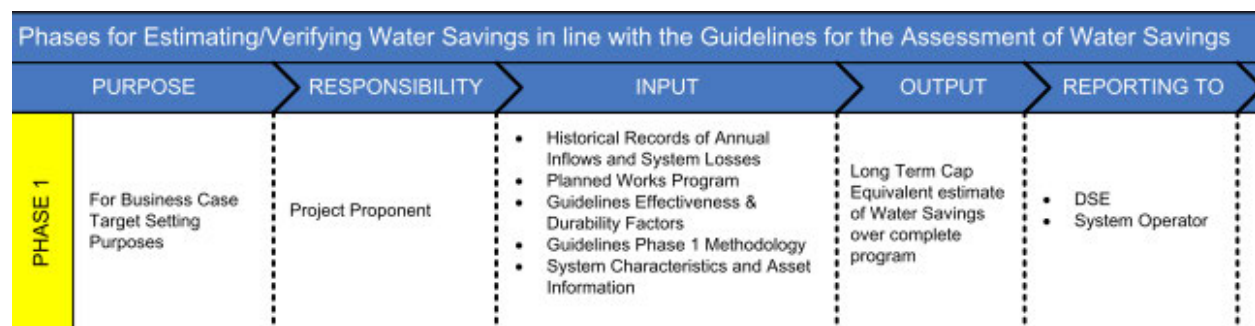 Phases for Estimating/Verifying Water Savings in line with the Guidelines for the Assessment of Water Savings
PURPOSE
RESPONSIBILITY
INPUT
OUTPUT
REPORTING TO
PHASE 1
For Business Case
Target Setting
Purposes
Project Proponent
• Historical Records of Annual
Inflows and System Losses
• Planned Works Program
• Guidelines Effectiveness &
Durability Factors
• Guidelines Phase 1 Methodology
• System Characteristics and Asset
Information
Long Term Cap
Equivalent estimate
of Water Savings
over complete
program
• DSE
• System Operator